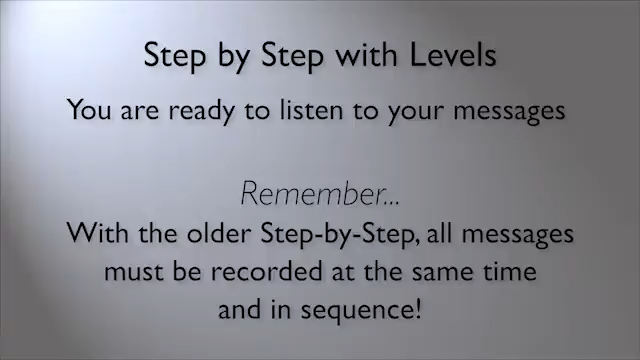 Step by Step with Levels
You are ready to listen to your messages
Remember...
With the older Step-by-Step, all messages
must be recorded at the same time
and in sequence!